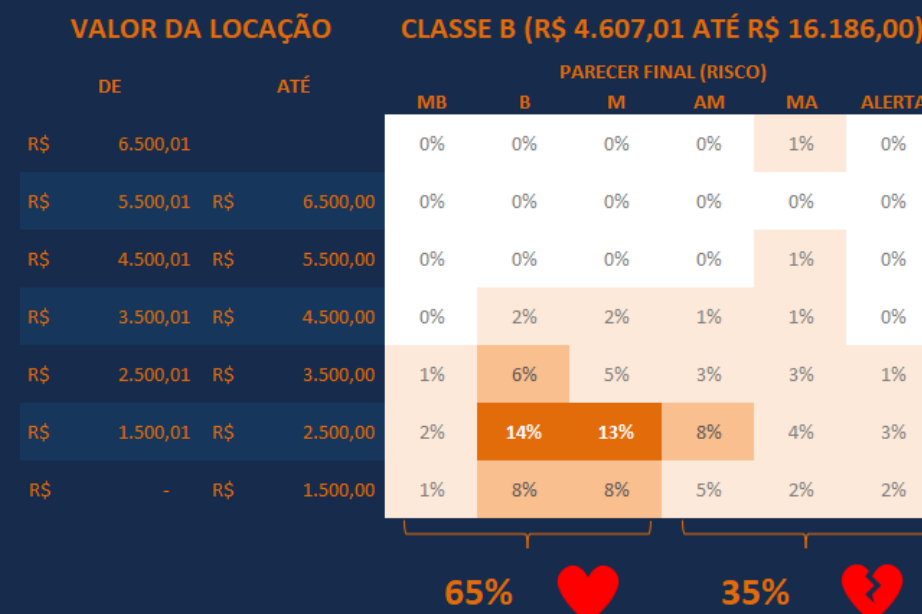 VALOR DA LOCAÇÃO CLASSE B (R$ 4.607,01 ATÉ R$ 16.186,00)
PARECER FINAL (RISCO)
DE ATÉ
MB B M AM MA ALERTA
R$ 6.500,01 0% 0% 0% 0% 1% 0%
R$ 5.500,01 R$ 6.500,00 0% 0% 0% 0% 0% 0%
R$ 4.500,01 R$ 5.500,00 0% 0% 0% 0% 1% 0%
R$ 3.500,01 R$ 4.500,00 0% 2% 2% 1% 1% 0%
R$ 2.500,01 R$ 3.500,00 1% 6% 5% 3% 3% 1%
R$ 1.500,01 R$ 2.500,00 2% 14% 13% 8% 4% 3%
R$ - R$ 1.500,00 1% 8% 8% 5% 2% 2%
65% 35%